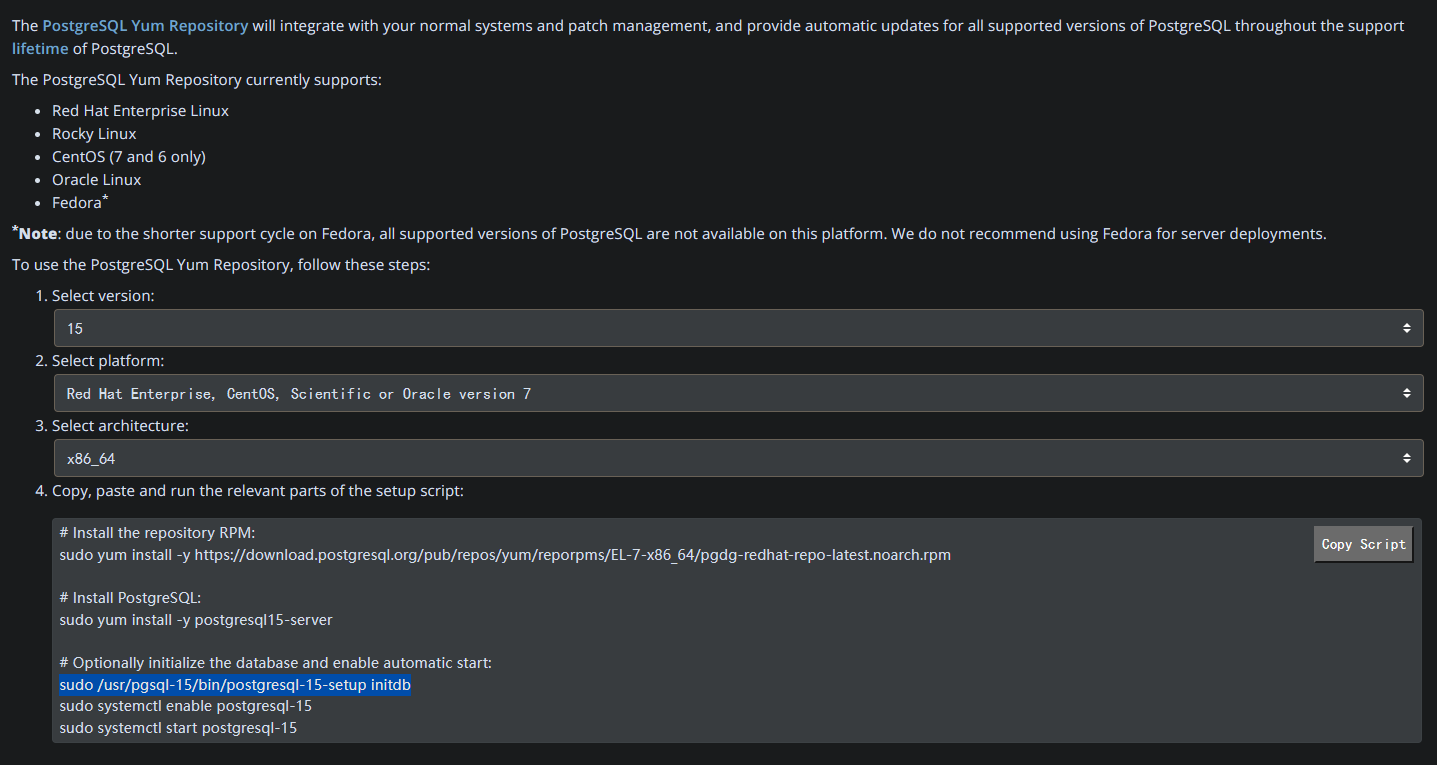 The PostgreSQL Yum Repository will integrate with your normal systems and patch management, and provide automatic updates for all supported versions of PostgreSQL throughout the support
lifetime of PostgreSQL.
The PostgreSQL Yum Repository currently supports:
• Red Hat Enterprise Linux
• Rocky Linux
• CentOS (7 and 6 only)
• Oracle Linux
• Fedora*
*Note: due to the shorter support cycle on Fedora, all supported versions of PostgreSQL are not available on this platform. We do not recommend using Fedora for server deployments.
To use the PostgreSQL Yum Repository, follow these steps:
1. Select version:
15
2. Select platform:
Red Hat Enterprise, CentOS, Scientific or Oracle version 7
3. Select architecture:
x86_64
4. Copy, paste and run the relevant parts of the setup script:
# Install the repository RPM:
Copy Script
sudo yum install -y https://download.postgresql.org/pub/repos/yum/reporpms/EL-7-x86_64/pgdg-redhat-repo-latest.noarch.rpm
# Install PostgreSQL:
sudo yum install -y postgresql15-server
# Optionally initialize the database and enable automatic start:
sudo /usr/pgsql-15/bin/postgresql-15-setup initdb
sudo systemctl enable postgresql-15
sudo systemctl start postgresql-15